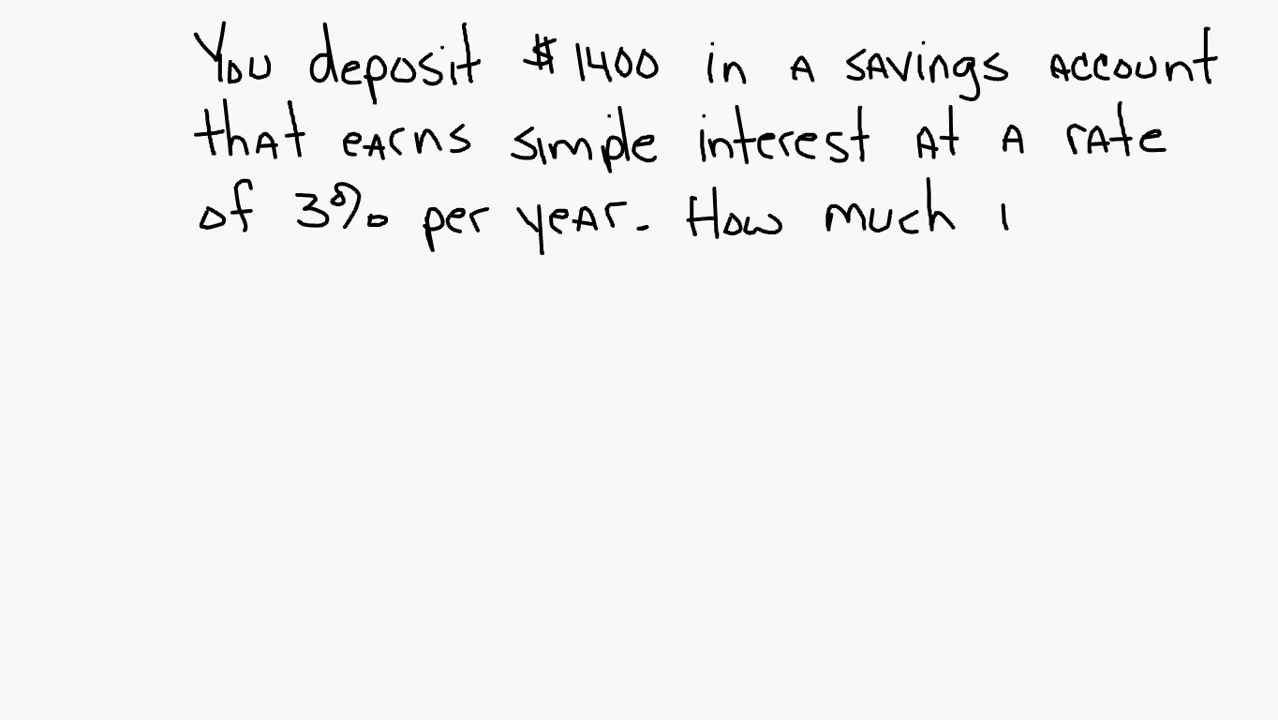 You deposit $1400 in a savings account
that earns simple interest at a rate
of 3% per year. How much